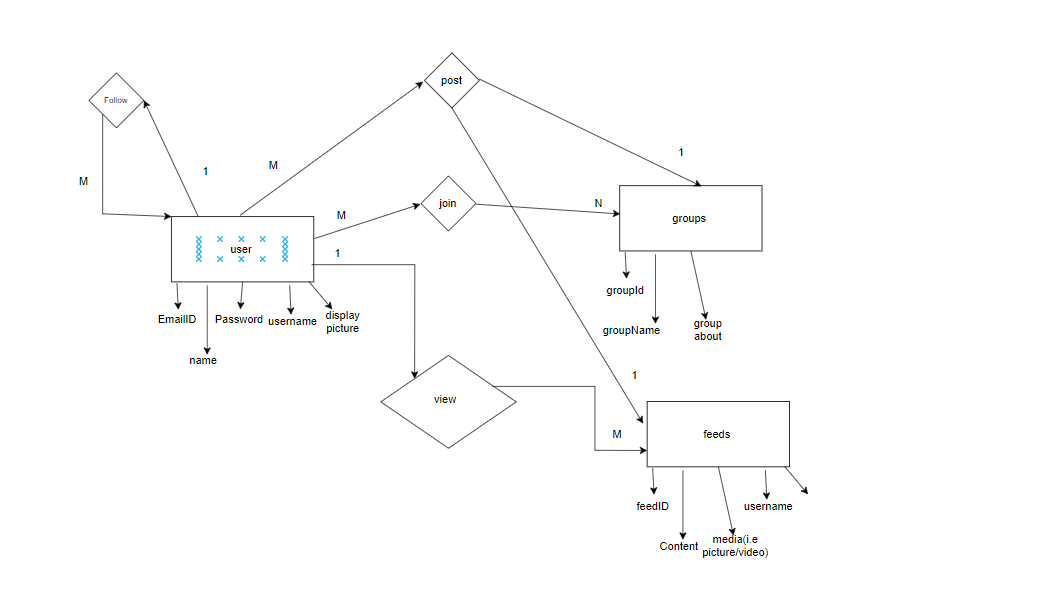 post
Follow
1
M
1
M
M
join
N
groups
M
user
1
groupId
EmailID
Password
username
display
picture
groupName
group
about
name
1
view
M
feeds
feedID
username
Content
media(i.e
picture/video)